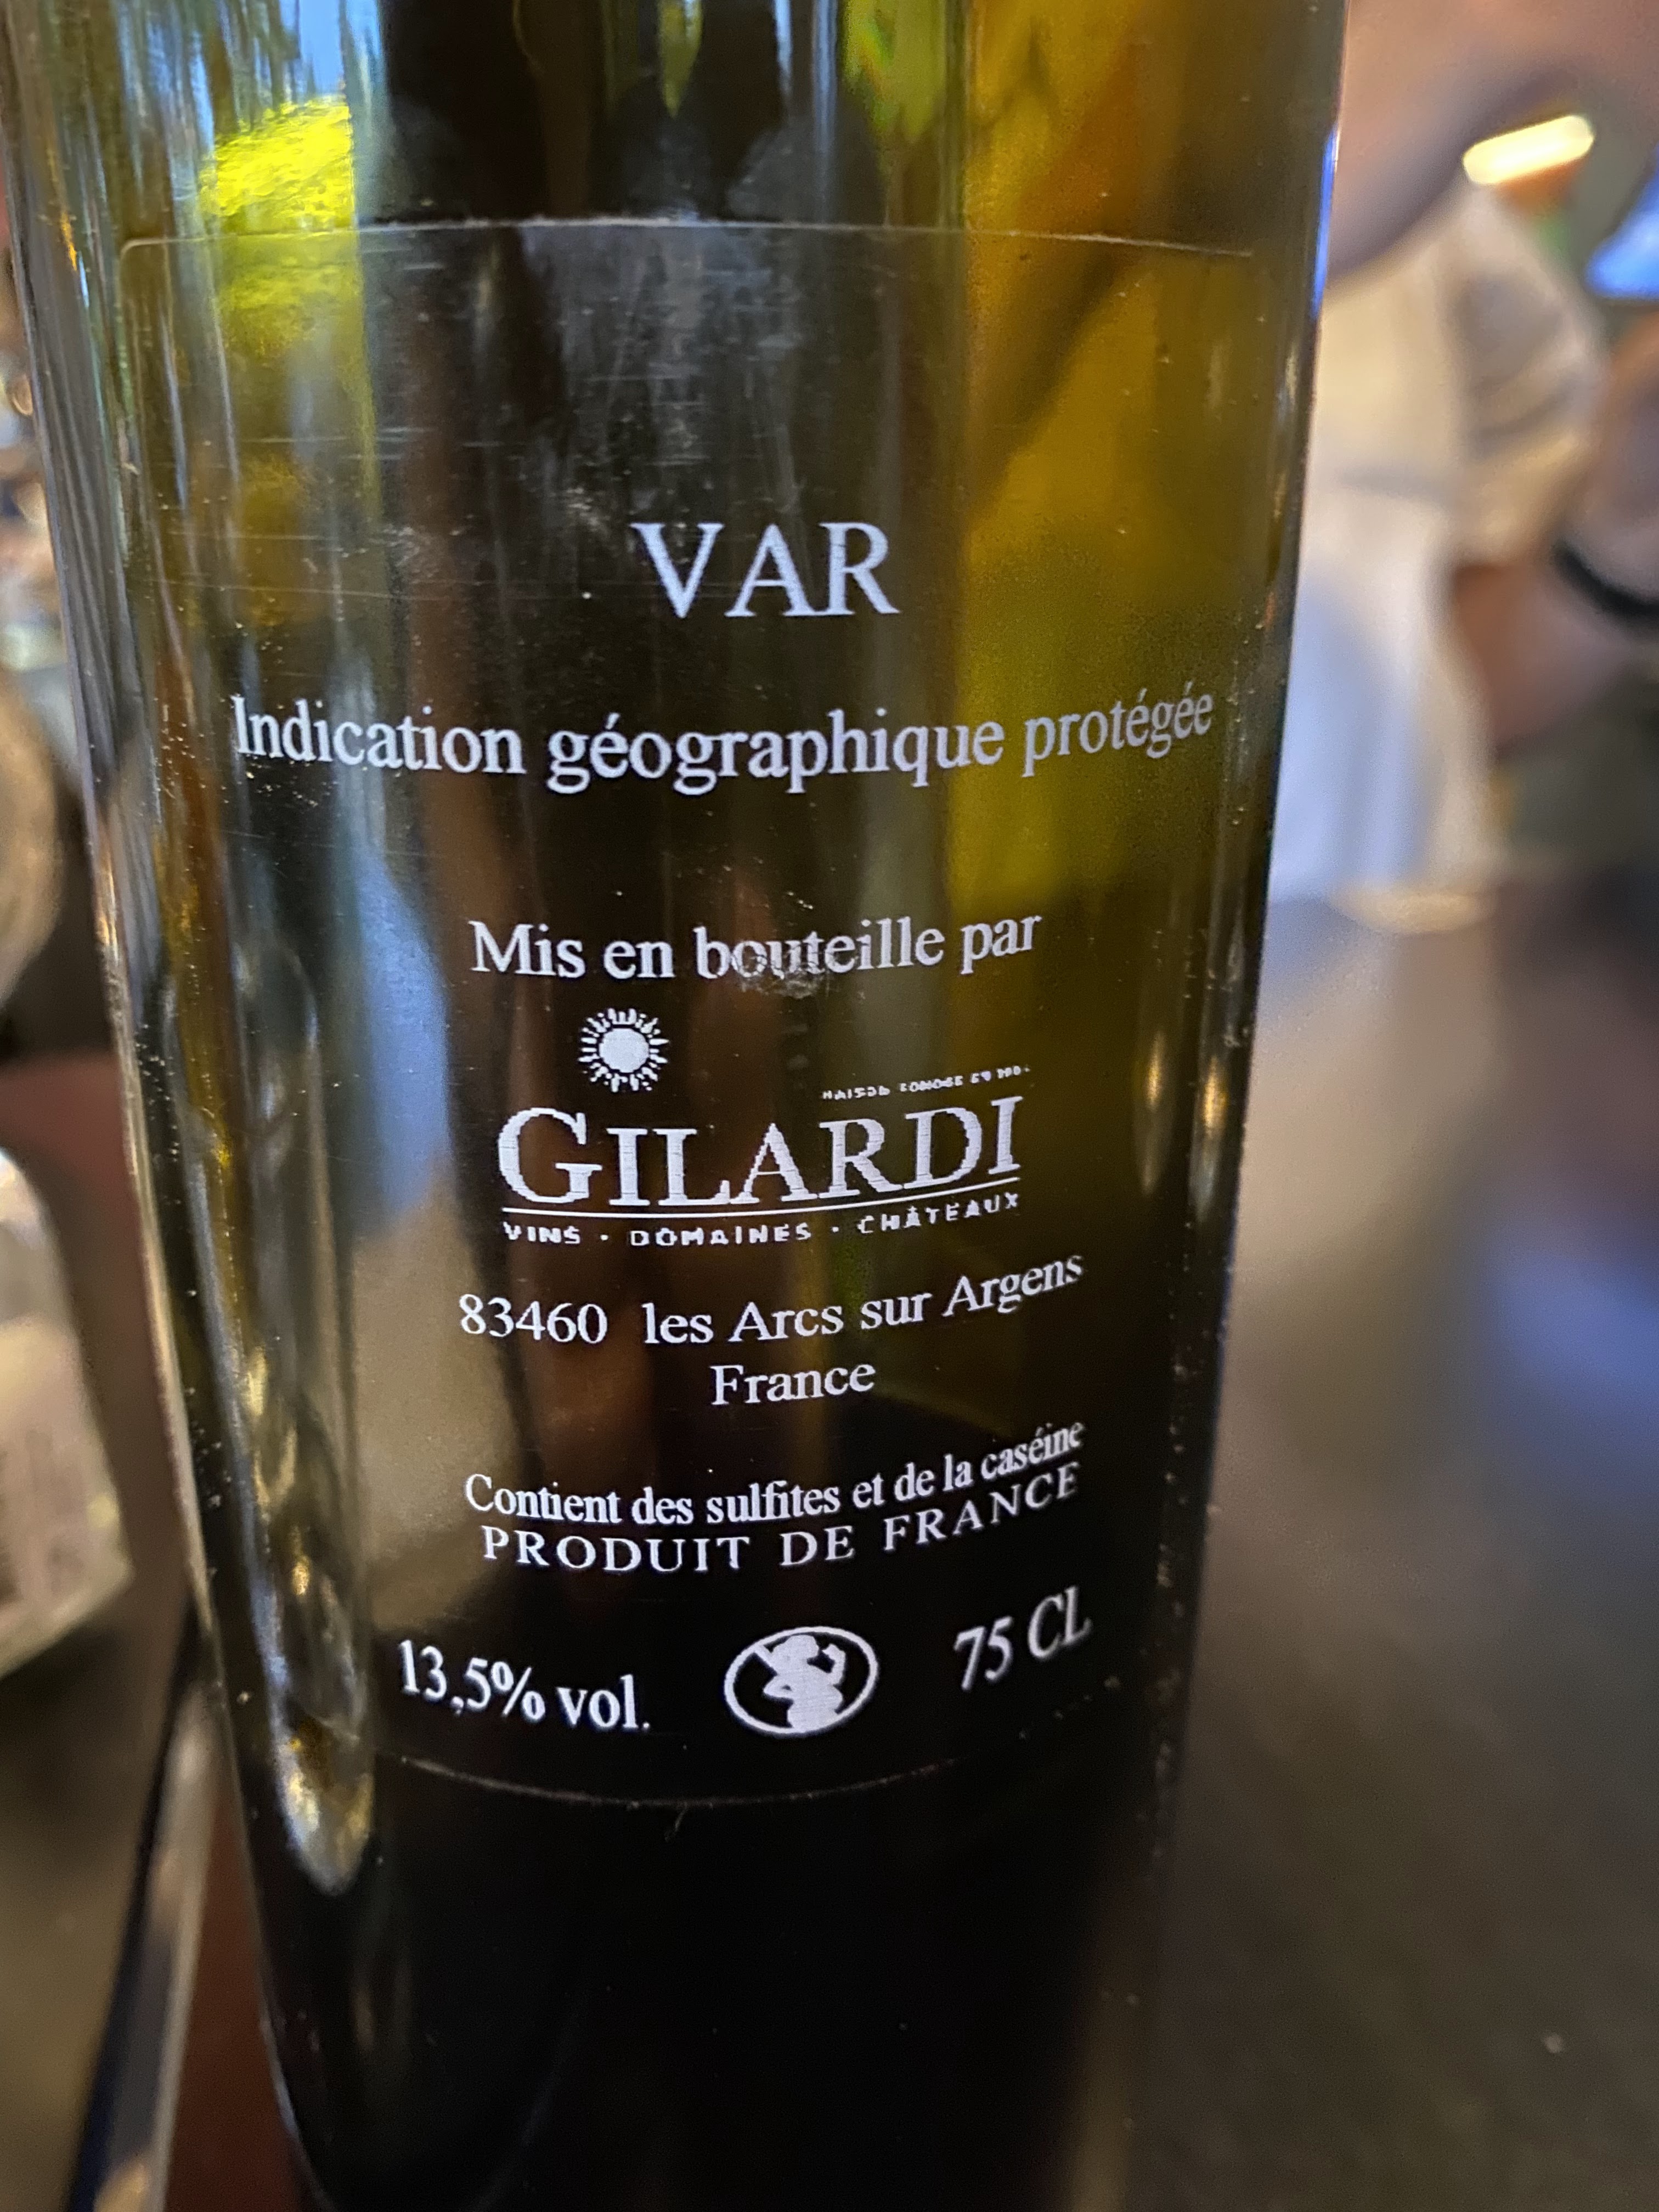 VAR
Indication géographique protégée
Mis en bouteille par
GILARDI
VINS · DOMAINES · CHÂTEAUX
83460 les Arcs sur Argens
France
Contient des sulfites et de la caséine
PRODUIT DE FRANCE
13,5% vol. 75 CL